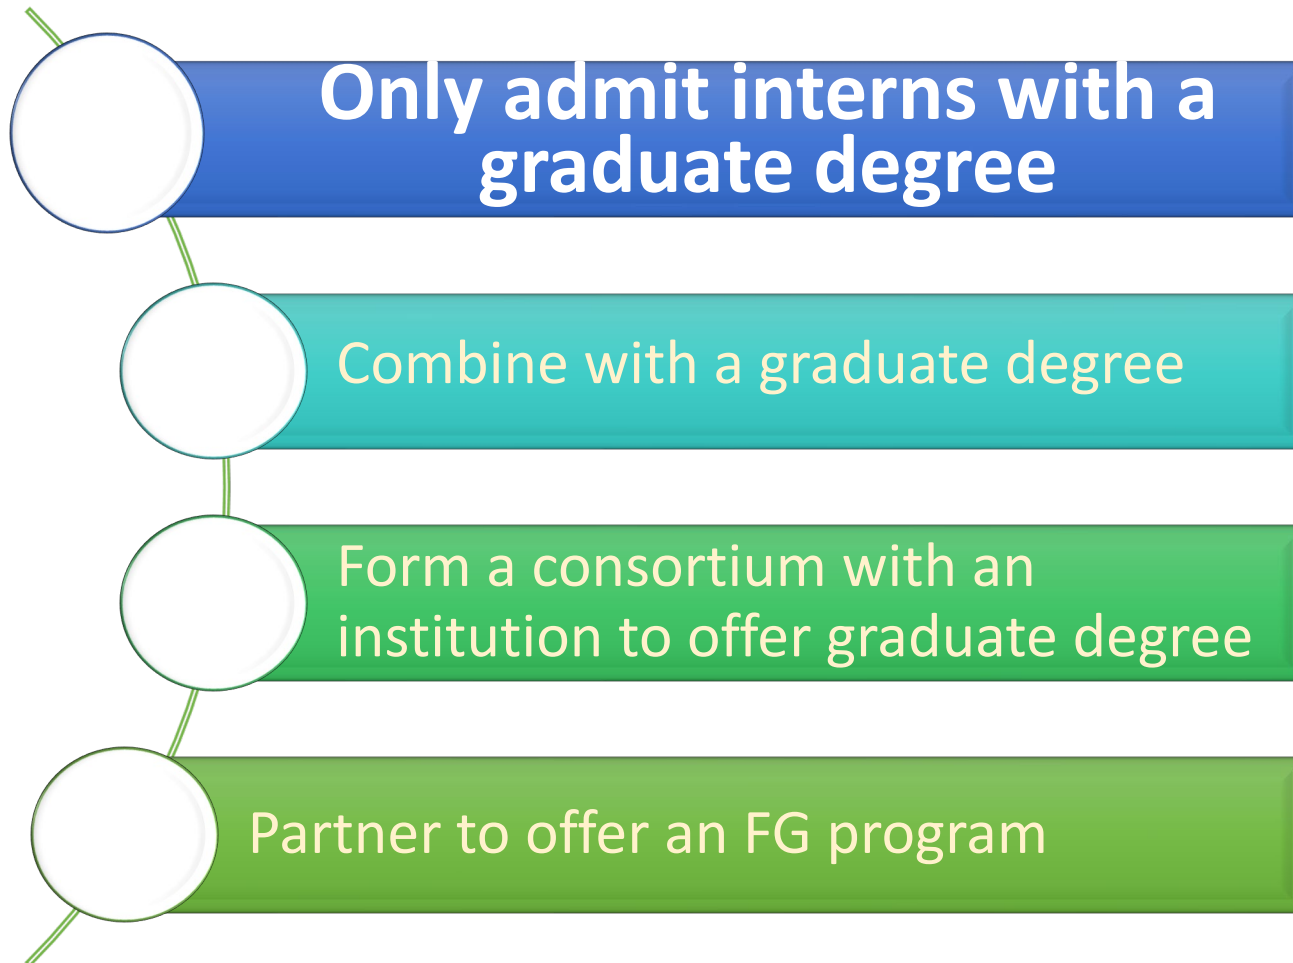 Only admit interns with a
graduate degree
Combine with a graduate degree
Form a consortium with an
institution to offer graduate degree
Partner to offer an FG program